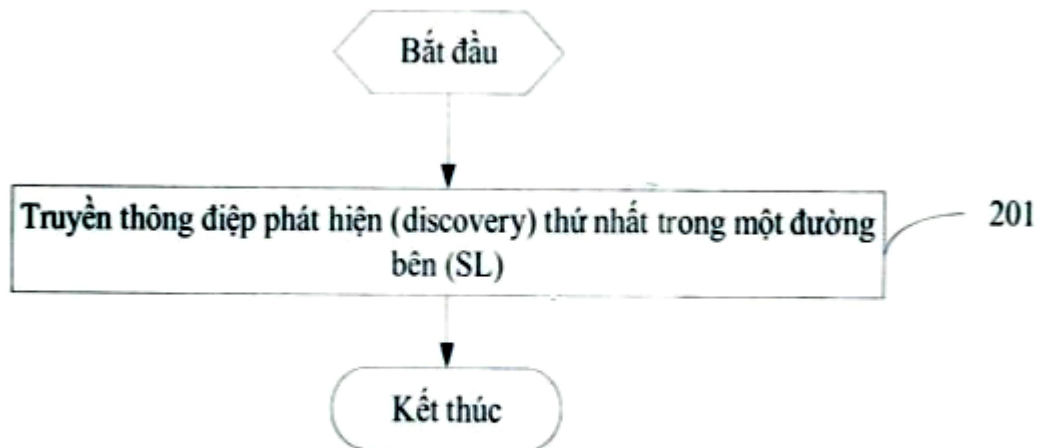 Bắt đầu
Truyền thông điệp phát hiện (discovery) thứ nhất trong một đường
bên (SL)
201
Kết thúc